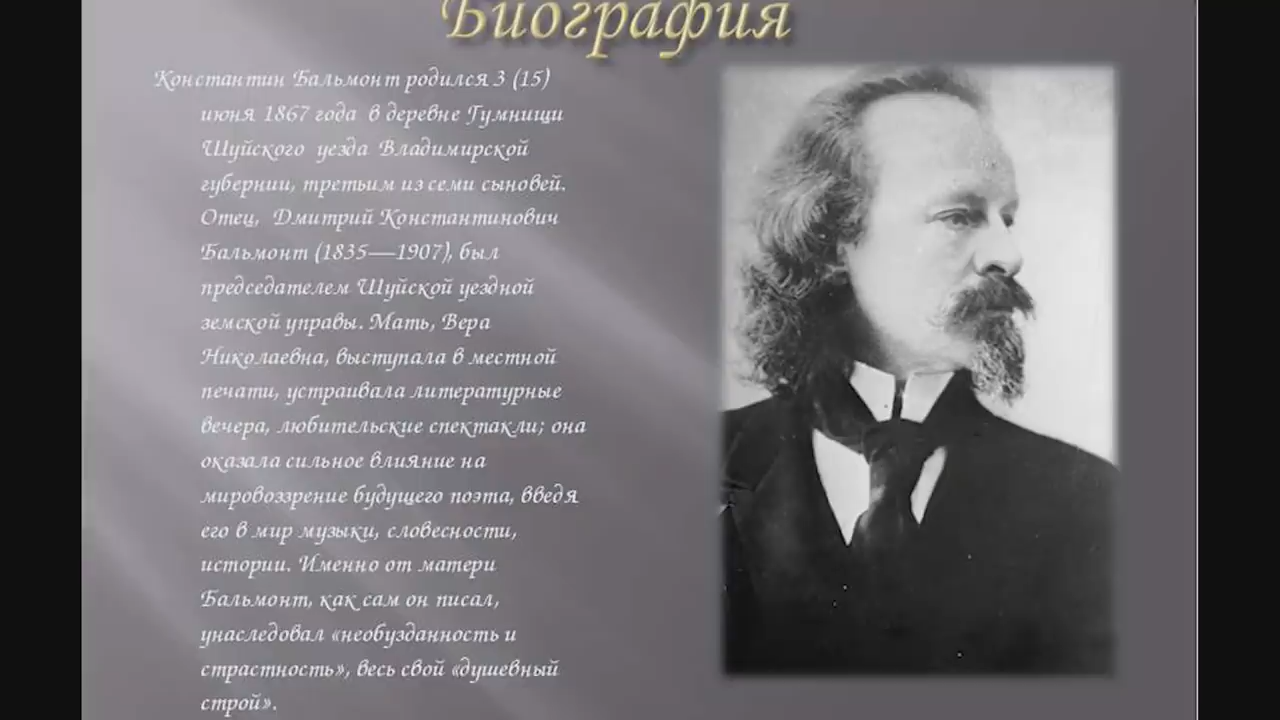 Биография
Константин Бальмонт родился 3 (15)
июня 1867 года в деревне Гумнищи
Шуйского уезда Владимирской
губернии, третьим из семи сыновей.
Отец, Дмитрий Константинович
Бальмонт (1835—1907), был
председателем Шуйской уездной
земской управы. Мать, Вера
Николаевна, выступала в местной
печати, устраивала литературные
вечера, любительские спектакли; она
оказала сильное влияние на
мировоззрение будущего поэта, введя
его в мир музыки, словесности,
истории. Именно от матери
Бальмонт, как сам он писал,
унаследовал «необузданность и
страстность», весь свой «душевный
строй».